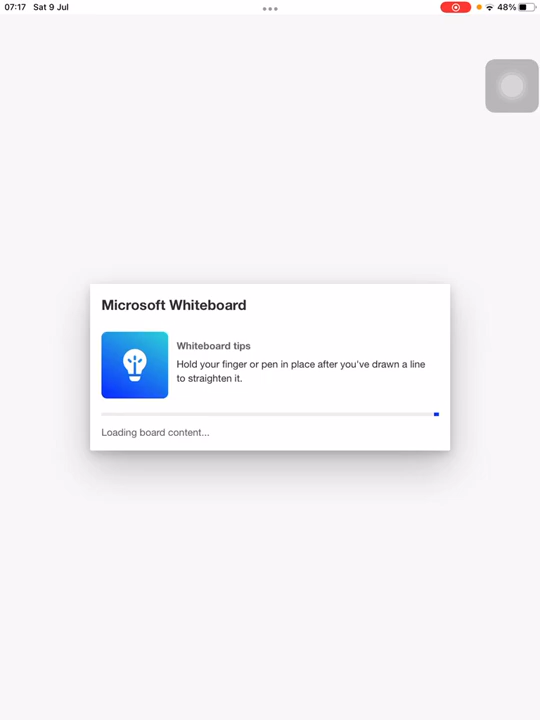 07:17 Sat 9 Jul 48%
Microsoft Whiteboard
Whiteboard tips
Hold your finger or pen in place after you've drawn a line
to straighten it.
Loading board content...